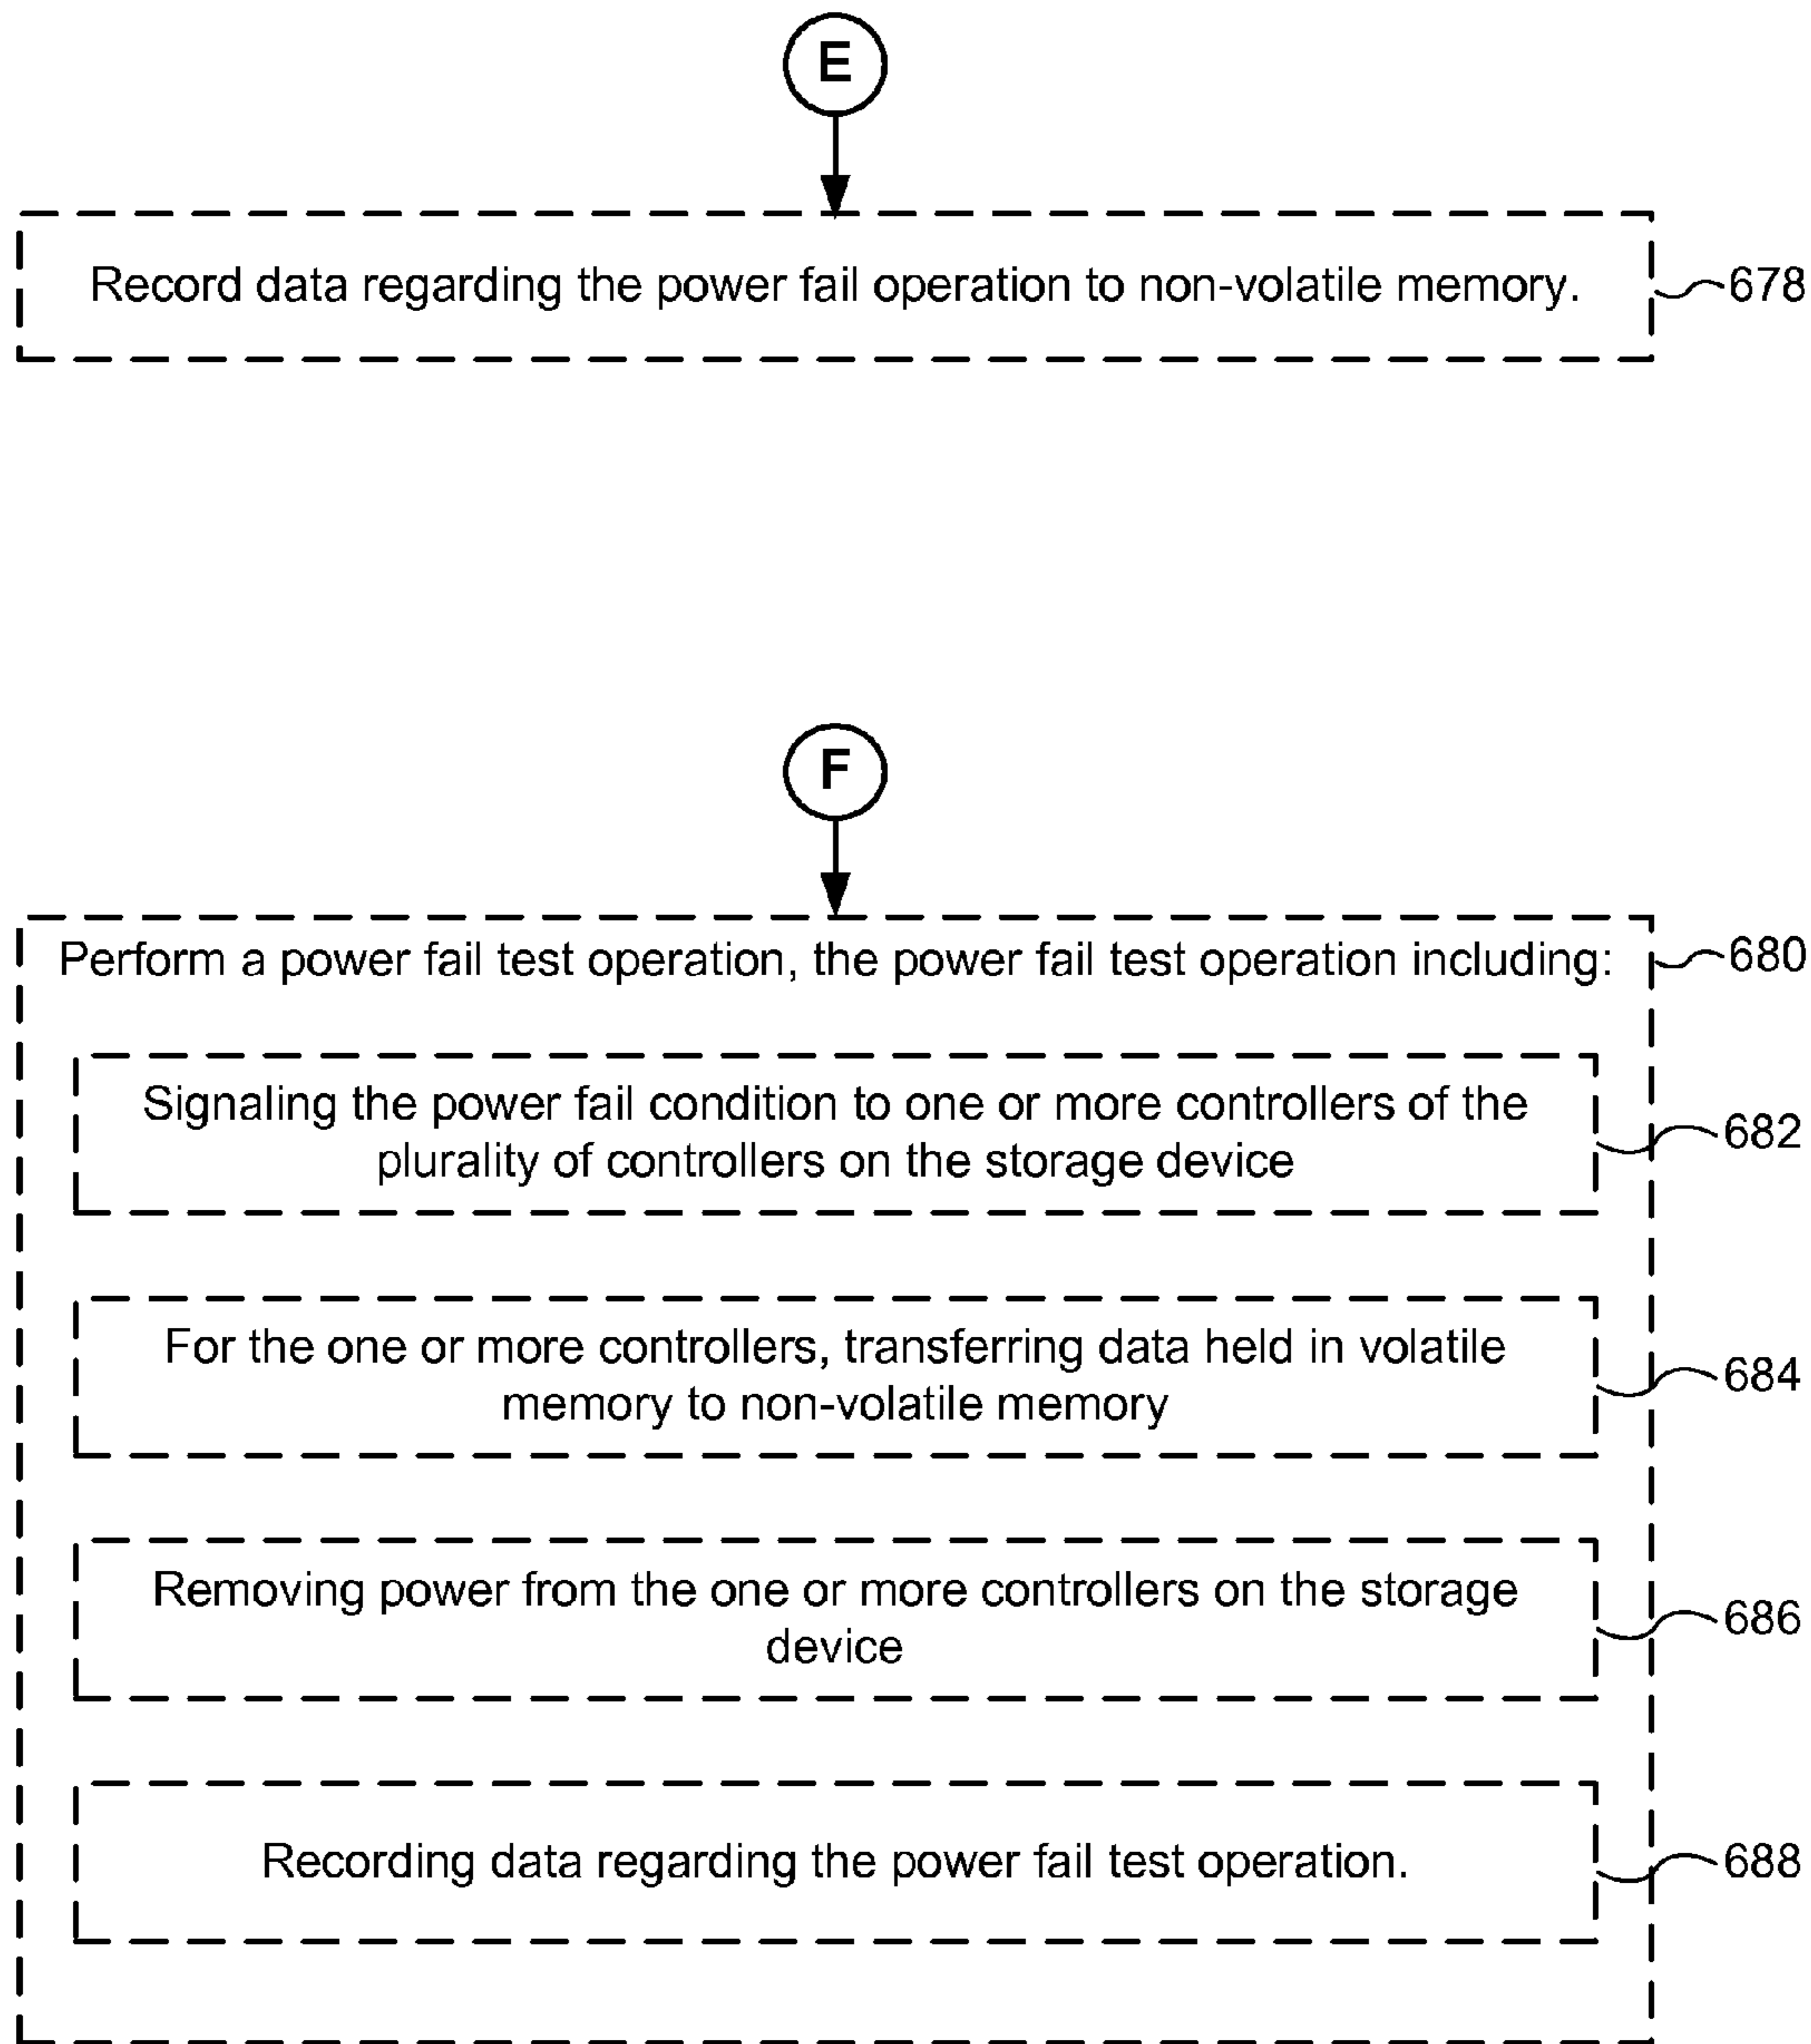 E
Record data regarding the power fail operation to non-volatile memory.
678
F
Perform a power fail test operation, the power fail test operation including:
680
Signaling the power fail condition to one or more controllers of the
plurality of controllers on the storage device
682
For the one or more controllers, transferring data held in volatile
memory to non-volatile memory
684
Removing power from the one or more controllers on the storage
device
686
Recording data regarding the power fail test operation.
688